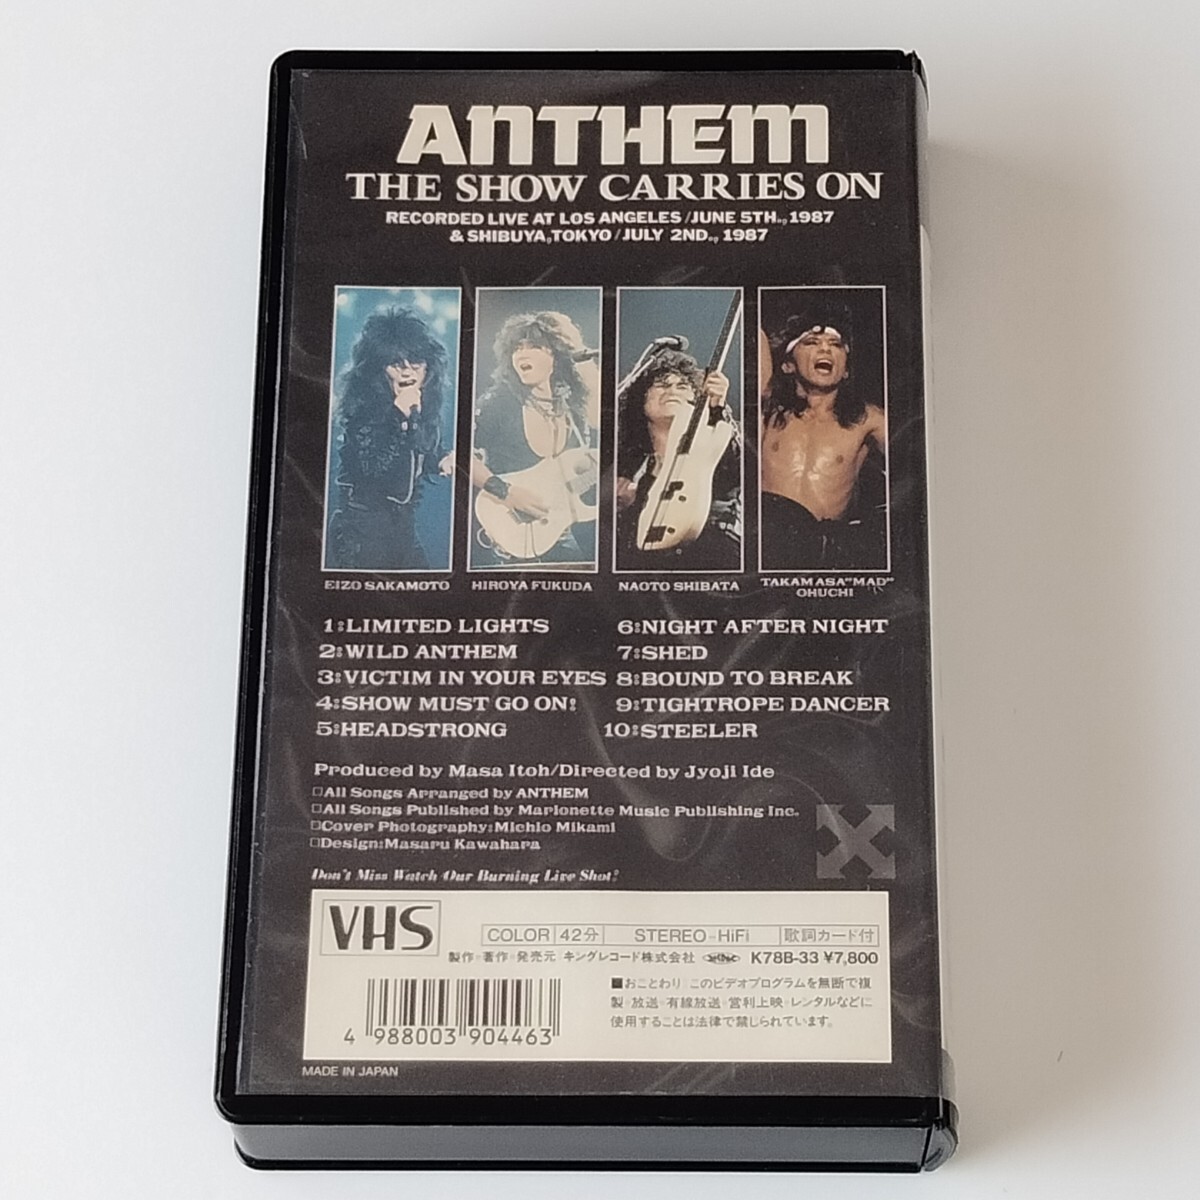 ANTHEM
THE SHOW CARRIES ON
RECORDED LIVE AT LOS ANGELES/JUNE 5TH., 1987
& SHIBUYA, TOKYO/JULY 2ND., 1987
EIZO SAKAMOTO
HIROYA FUKUDA
NAOTO SHIBATA
TAKAMASA"MAD"
OHUCHI
1:LIMITED LIGHTS
2:WILD ANTHEM
3:VICTIM IN YOUR EYES
4:SHOW MUST GO ON!
5:HEADSTRONG
6:NIGHT AFTER NIGHT
7:SHED
8:BOUND TO BREAK
9:TIGHTROPE DANCER
10:STEELER
Produced by Masa Itoh/Directed by Jyoji Ide
□All Songs Arranged by ANTHEM
□All Songs Published by Marionette Music Publishing Inc.
□Cover Photography:Michio Mikami
□Design:Masaru Kawahara
Don't Miss Watch Our Burning Live Shot!
VHS
COLOR 42分 STEREO-HiFi 歌詞カード付
製作・著作・発売元 キングレコード株式会社 K78B-33 ¥7,800
■おことわり このビデオプログラムを無断で複
製・放送・有線放送・営利上映・レンタルなどに
使用することは法律で禁じられています。
4 988003 904463
MADE IN JAPAN